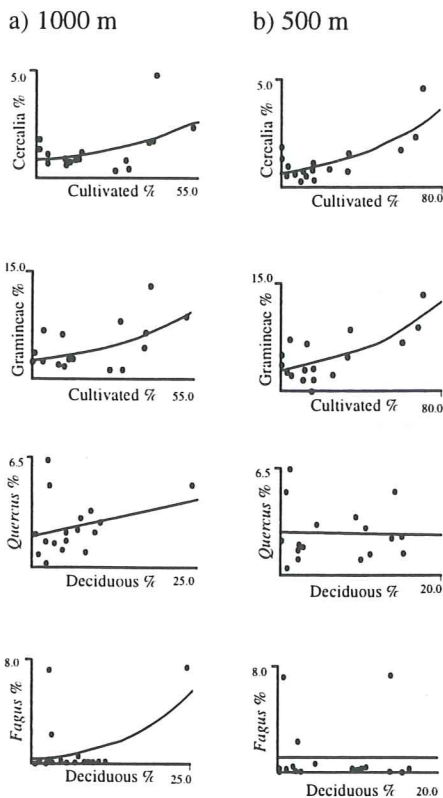 a) 1000 m
b) 500 m
5.0
Cercalia %
Cultivated %
55.0
5.0
Cercalia %
Cultivated %
80.0
15.0
Gramineae %
Cultivated %
55.0
15.0
Gramineae %
Cultivated %
80.0
6.5
Quercus %
Deciduous %
25.0
6.5
Quercus %
Deciduous %
20.0
8.0
Fagus %
Deciduous %
25.0
8.0
Fagus %
Deciduous %
20.0